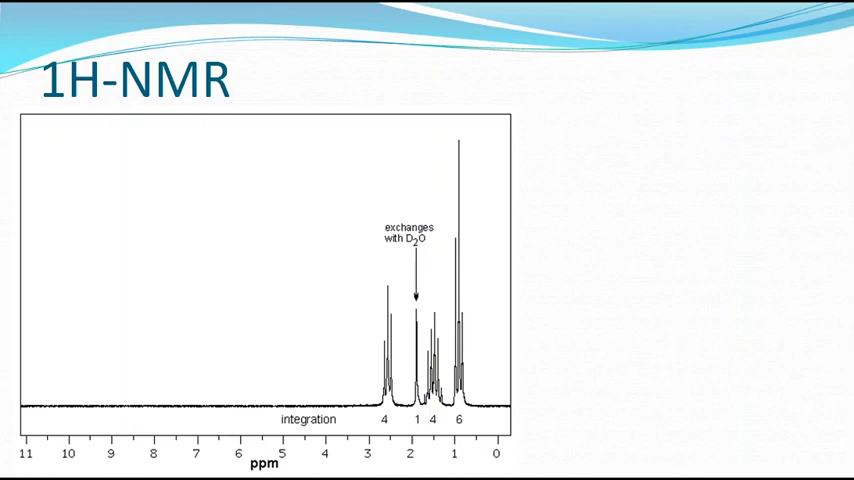 1H-NMR
exchanges
with D2O
integration 4 1 4 6
11 10 9 8 7 6 5 4 3 2 1 0
ppm